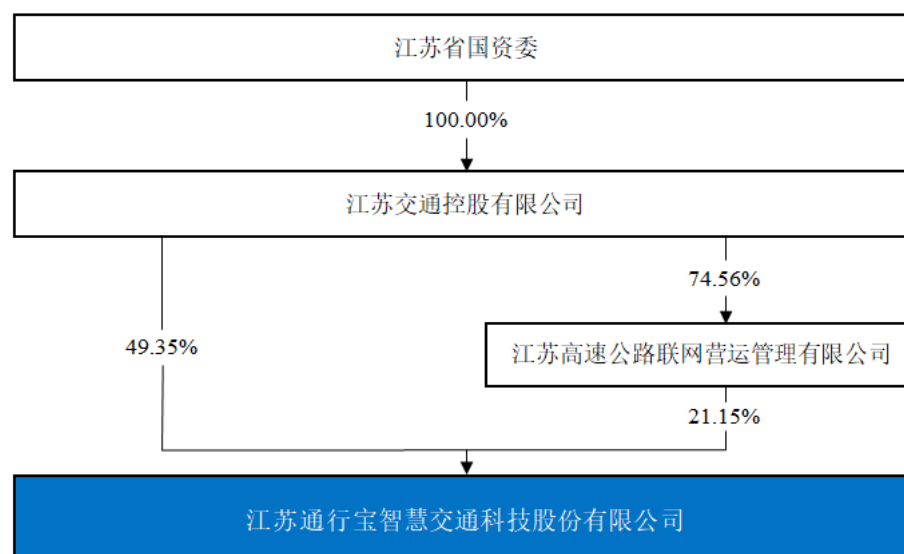 江苏省国资委
100.00%
江苏交通控股有限公司
74.56%
49.35%
江苏高速公路联网营运管理有限公司
21.15%
江苏通行宝智慧交通科技股份有限公司